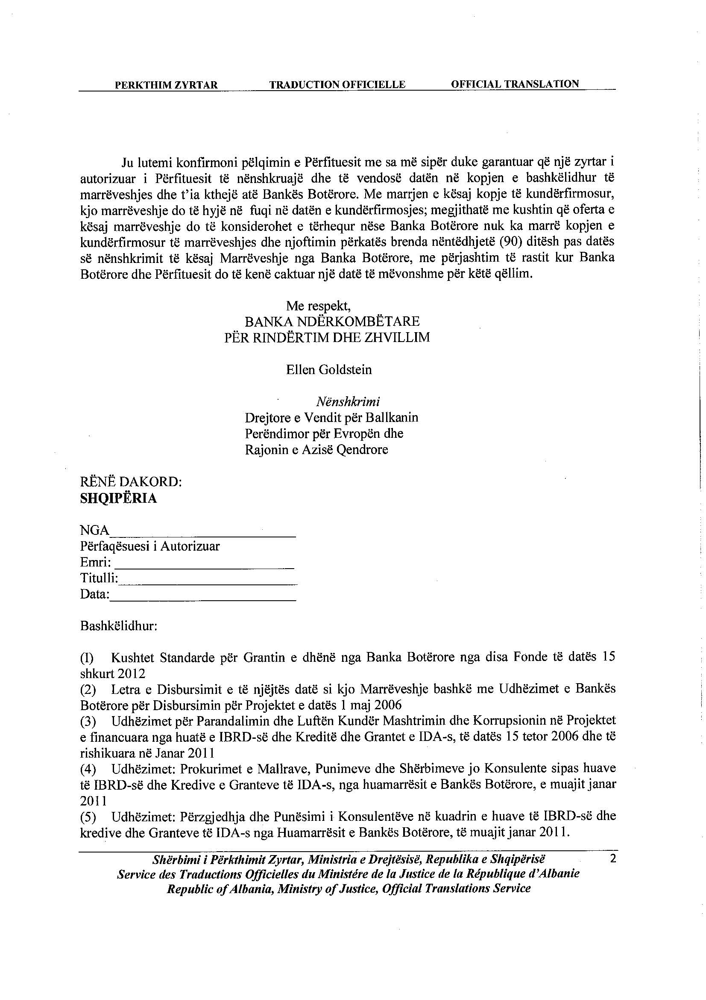 PERKTHIM ZYRTAR TRADUCTION OFFICIELLE OFFICIAL TRANSLATION
Ju lutemi konfirmoni pëlqimin e Përfituesit me sa më sipër duke garantuar që një zyrtar i
autorizuar i Përfituesit të nënshkruajë dhe të vendosë datën në kopjen e bashkëlidhur të
marrëveshjes dhe t'ia kthejë atë Bankës Botërore. Me marrjen e kësaj kopje të kundërfirmosur,
kjo marrëveshje do të hyjë në fuqi në datën e kundërfirmosjes; megjithatë me kushtin që oferta e
kësaj marrëveshje do të konsiderohet e tërhequr nëse Banka Botërore nuk ka marrë kopjen e
kundërfirmosur të marrëveshjes dhe njoftimin përkatës brenda nëntëdhjetë (90) ditësh pas datës
së nënshkrimit të kësaj Marrëveshje nga Banka Botërore, me përjashtim të rastit kur Banka
Botërore dhe Përfituesit do të kenë caktuar një datë të mëvonshme për këtë qëllim.
Me respekt,
BANKA NDËRKOMBËTARE
PËR RINDËRTIM DHE ZHVILLIM
Ellen Goldstein
Nënshkrimi
Drejtore e Vendit për Ballkanin
Perëndimor për Evropën dhe
Rajonin e Azisë Qendrore
RËNË DAKORD:
SHQIPËRIA
NGA
Përfaqësuesi i Autorizuar
Emri:
Titulli:
Data:
Bashkëlidhur:
(I) Kushtet Standarde për Grantin e dhënë nga Banka Botërore nga disa Fonde të datës 15
shkurt 2012
(2) Letra e Disbursimit e të njëjtës datë si kjo Marrëveshje bashkë me Udhëzimet e Bankës
Botërore për Disbursimin për Projektet e datës 1 maj 2006
(3) Udhëzimet për Parandalimin dhe Luftën Kundër Mashtrimin dhe Korrupsionin në Projektet
e financuara nga huatë e IBRD-së dhe Kreditë dhe Grantet e IDA-s, të datës 15 tetor 2006 dhe të
rishikuara në Janar 2011
(4) Udhëzimet: Prokurimet e Mallrave, Punimeve dhe Shërbimeve jo Konsulente sipas huave
të IBRD-së dhe Kredive e Granteve të IDA-s, nga huamarrësit e Bankës Botërore, e muajit janar
2011
(5) Udhëzimet: Përzgjedhja dhe Punësimi i Konsulentëve në kuadrin e huave të IBRD-së dhe
kredive dhe Granteve të IDA-s nga Huamarrësit e Bankës Botërore, të muajit janar 2011.
Shërbimi i Përkthimit Zyrtar, Ministria e Drejtësisë, Republika e Shqipërisë 2
Service des Traductions Officielles du Ministére de la Justice de la République d'Albanie
Republic of Albania, Ministry of Justice, Official Translations Service